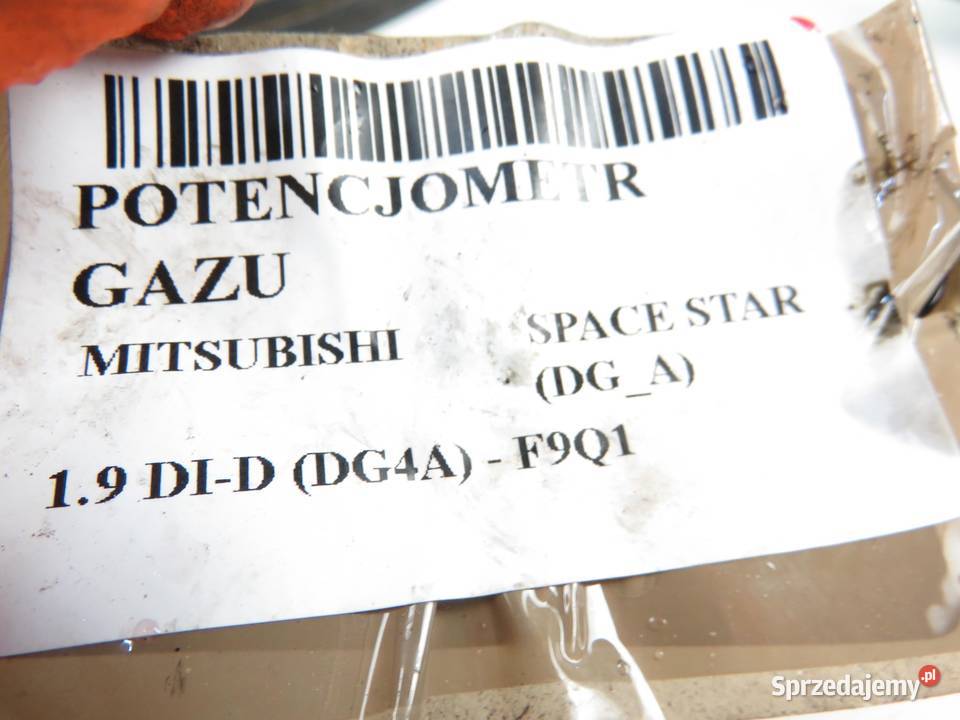 POTENCJOMETR
GAZU
MITSUBISHI SPACE STAR
(DG_A)
1.9 DI-D (DG4A) - F9Q1
Sprzedajemy.pl